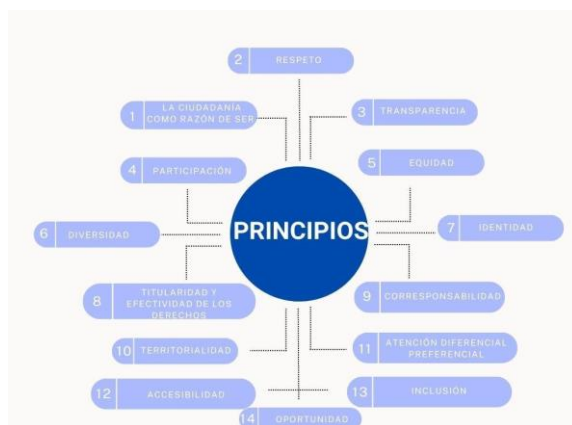 2 RESPETO
1 LA CIUDADANÍA
COMO RAZÓN DE SER
3 TRANSPARENCIA
4 PARTICIPACIÓN
5 EQUIDAD
PRINCIPIOS
6 DIVERSIDAD
7 IDENTIDAD
8 TITULARIDAD Y
EFECTIVIDAD DE LOS
DERECHOS
9 CORRESPONSABILIDAD
10 TERRITORIALIDAD
11 ATENCIÓN DIFERENCIAL
PREFERENCIAL
12 ACCESIBILIDAD
13 INCLUSIÓN
14 OPORTUNIDAD